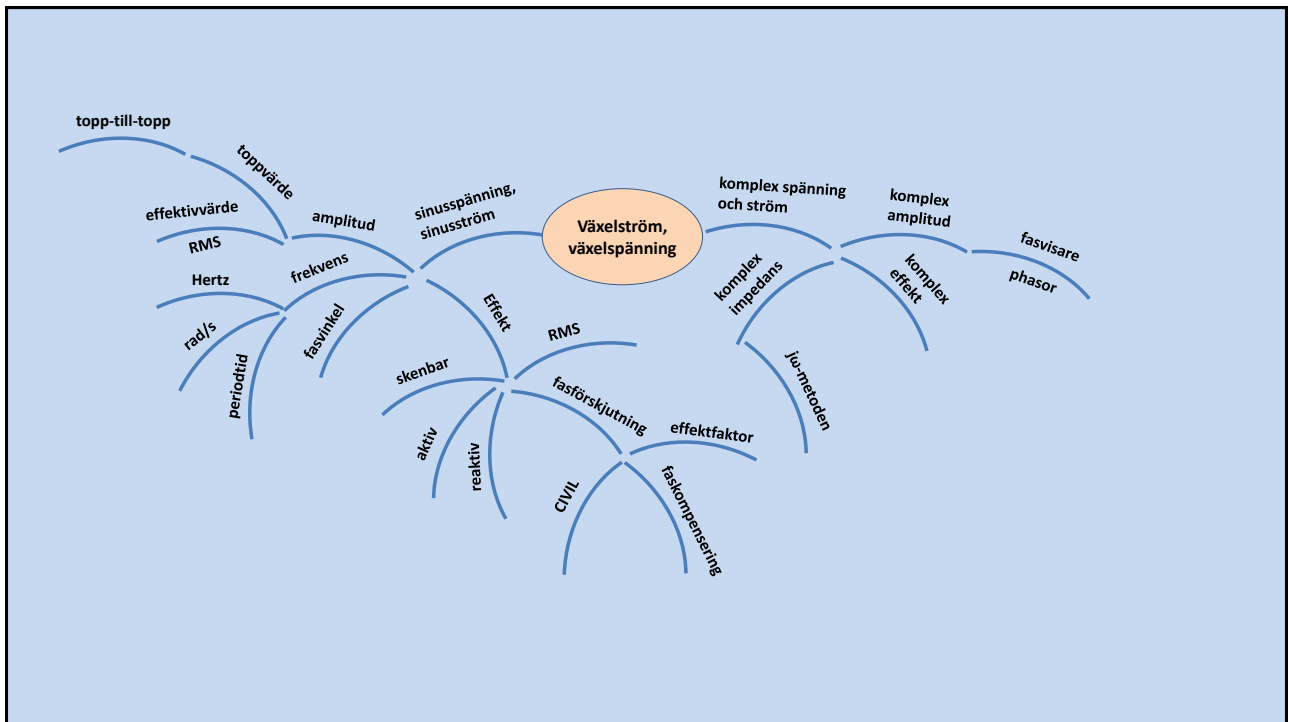 topp-till-topp
toppvärde
effektivvärde
RMS
amplitud
sinusspänning,
sinusström
Växelström,
växelspänning
komplex spänning
och ström
komplex
amplitud
fasvisare
phasor
Hertz
frekvens
rad/s
periodtid
fasvinkel
Effekt
komplex
impedans
komplex
effekt
jω-metoden
RMS
skenbar
aktiv
reaktiv
fasförskjutning
effektfaktor
CIVIL
faskompensering